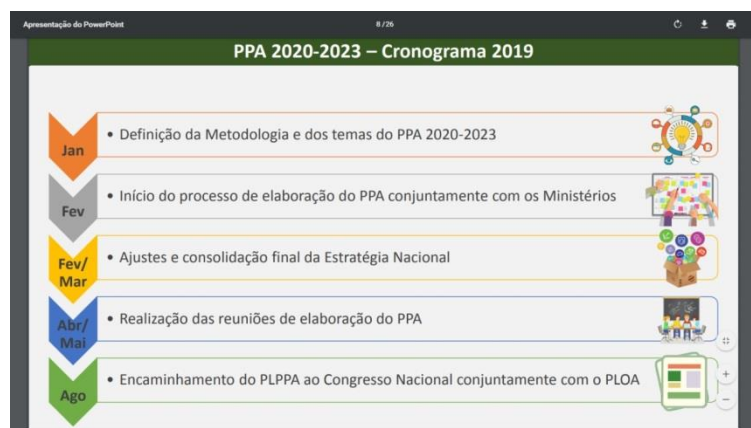 Apresentação do PowerPoint
8 / 26
PPA 2020-2023 – Cronograma 2019
Jan
• Definição da Metodologia e dos temas do PPA 2020-2023
Fev
• Início do processo de elaboração do PPA conjuntamente com os Ministérios
Fev/
Mar
• Ajustes e consolidação final da Estratégia Nacional
Abr/
Mai
• Realização das reuniões de elaboração do PPA
Ago
• Encaminhamento do PLPPA ao Congresso Nacional conjuntamente com o PLOA